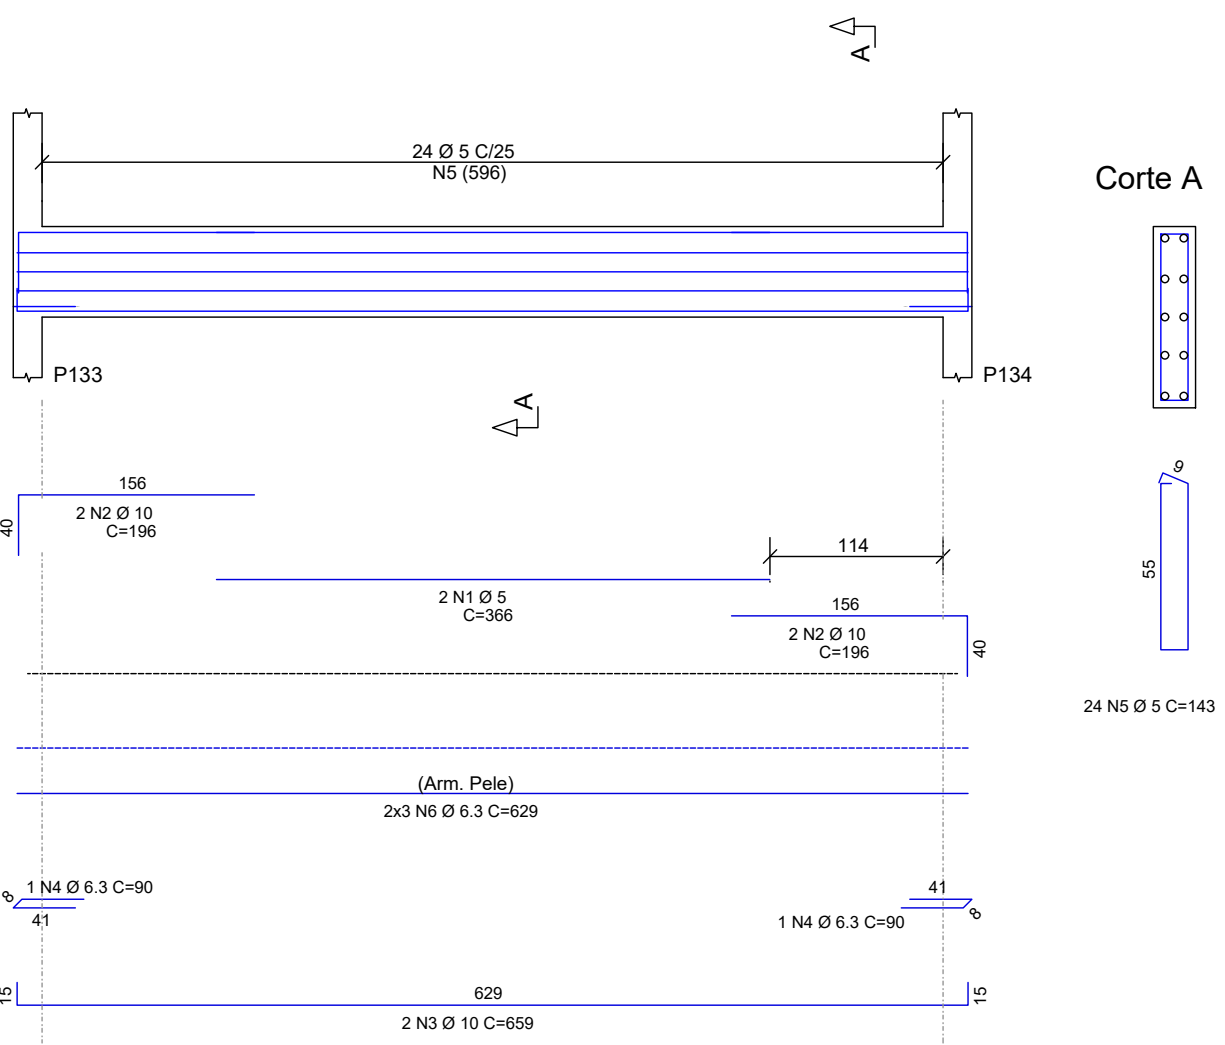 A
24 Ø 5 C/25
N5 (596)
Corte A
P133
P134
A
156
40
2 N2 Ø 10
C=196
9
55
114
2 N1 Ø 5
C=366
156
2 N2 Ø 10
C=196
40
24 N5 Ø 5 C=143
(Arm. Pele)
2x3 N6 Ø 6.3 C=629
8
1 N4 Ø 6.3 C=90
41
41
1 N4 Ø 6.3 C=90
8
15
629
15
2 N3 Ø 10 C=659